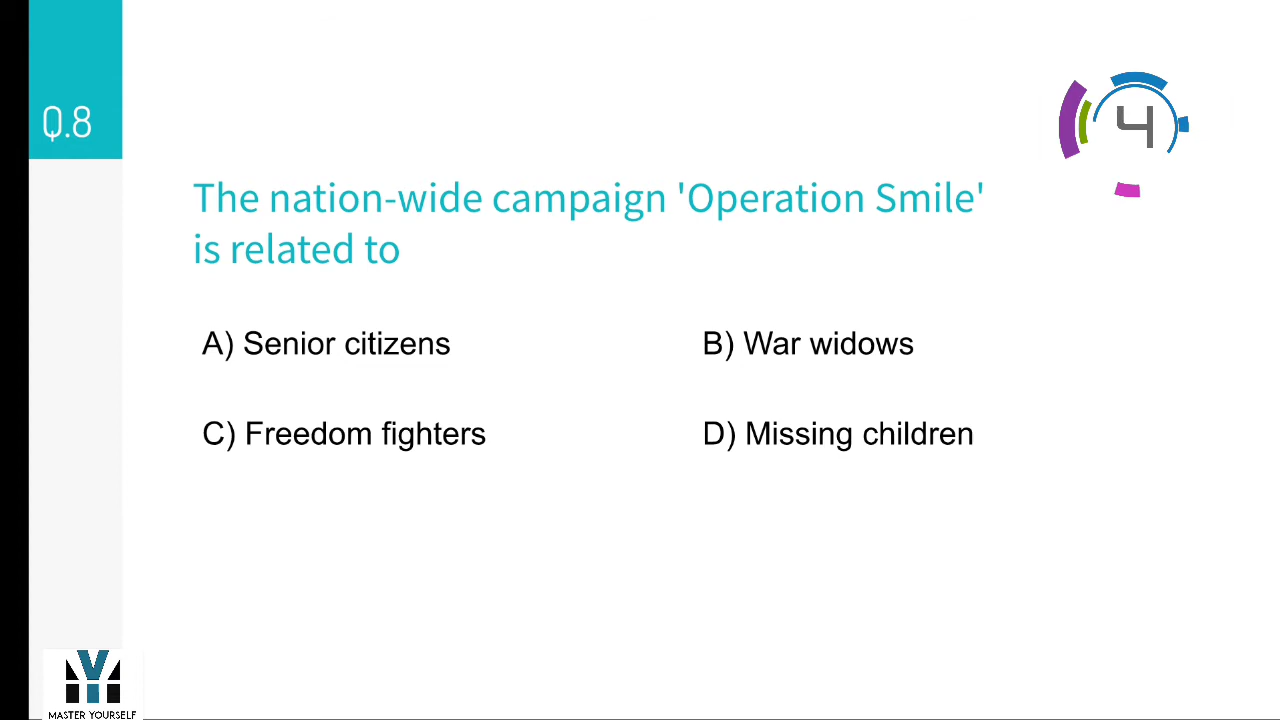 Q.8
4
The nation-wide campaign 'Operation Smile'
is related to
A) Senior citizens
B) War widows
C) Freedom fighters
D) Missing children
MASTER YOURSELF